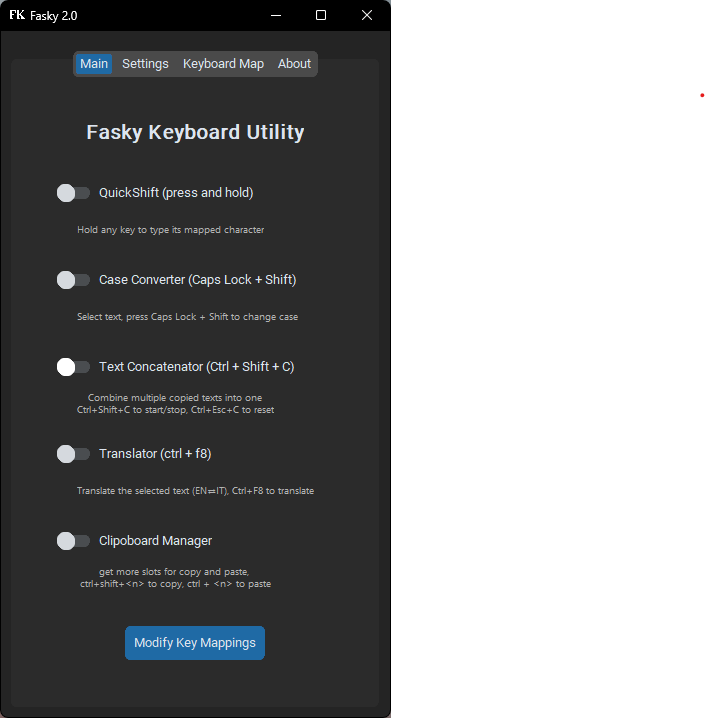 FK Fasky 2.0
Main Settings Keyboard Map About
Fasky Keyboard Utility
QuickShift (press and hold)
Hold any key to type its mapped character
Case Converter (Caps Lock + Shift)
Select text, press Caps Lock + Shift to change case
Text Concatenator (Ctrl + Shift + C)
Combine multiple copied texts into one
Ctrl+Shift+C to start/stop, Ctrl+Esc+C to reset
Translator (ctrl + f8)
Translate the selected text (EN⇌IT), Ctrl+F8 to translate
Clipoboard Manager
get more slots for copy and paste,
ctrl+shift+<n> to copy, ctrl + <n> to paste
Modify Key Mappings